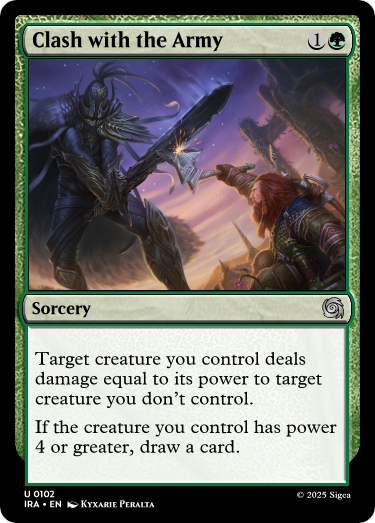 Clash with the Army 1
Sorcery
Target creature you control deals
damage equal to its power to target
creature you don't control.
If the creature you control has power
4 or greater, draw a card.
U 0102
IRA • EN Kyxarie Peralta
© 2025 Sigea